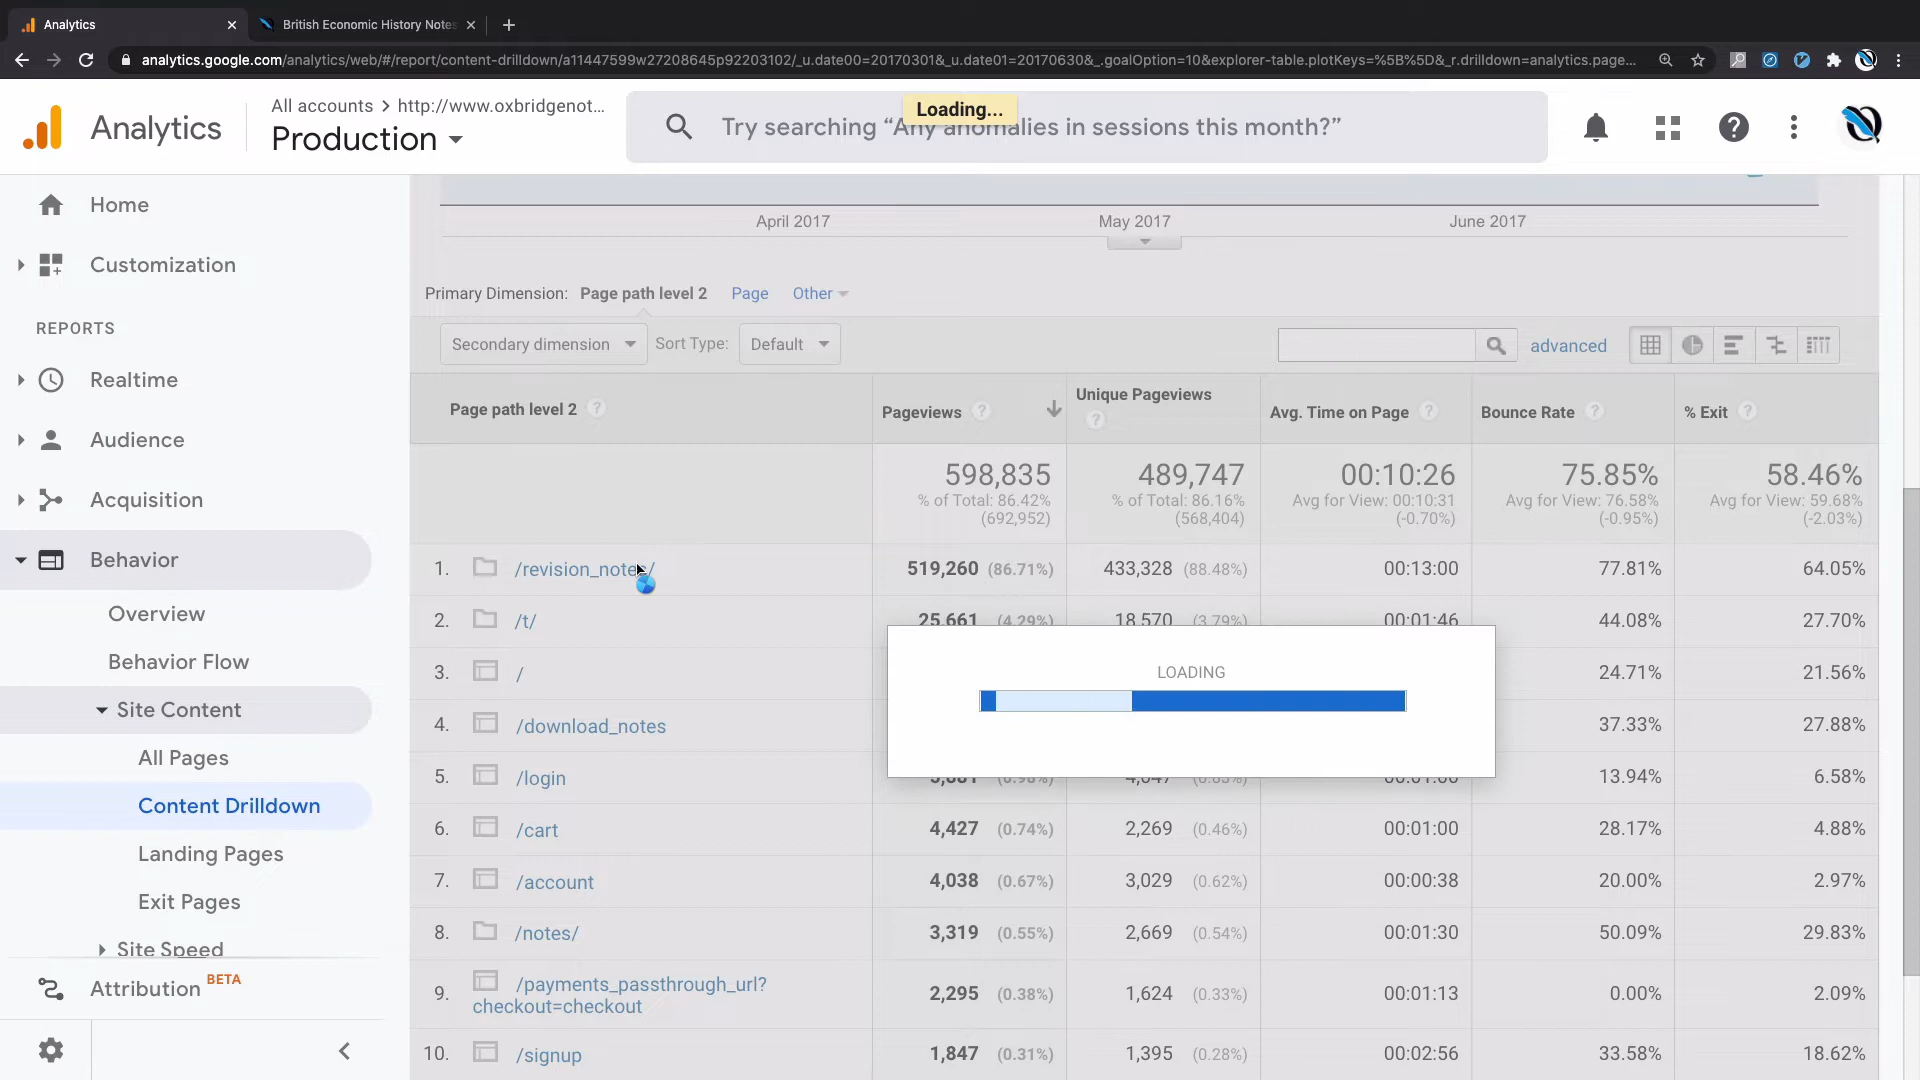 Analytics
British Economic History Notes
analytics.google.com/analytics/web/#/report/content-drilldown/a11447599w27208645p92203102/_u.date00=20170301&_u.date01=20170630&_.goalOption=10&explorer-table.plotKeys=%5B%5D&_r.drilldown=analytics.page...
Analytics
All accounts > http://www.oxbridgenot...
Production
Loading...
Try searching “Any anomalies in sessions this month?”
Home
Customization
REPORTS
Realtime
Audience
Acquisition
Behavior
Overview
Behavior Flow
Site Content
All Pages
Content Drilldown
Landing Pages
Exit Pages
Site Speed
Attribution BETA
April 2017 May 2017 June 2017
Primary Dimension: Page path level 2 Page Other
Secondary dimension Sort Type: Default advanced
Page path level 2 Pageviews Unique Pageviews Avg. Time on Page Bounce Rate % Exit
598,835 489,747 00:10:26 75.85% 58.46%
% of Total: 86.42% % of Total: 86.16% Avg for View: 00:10:31 Avg for View: 76.58% Avg for View: 59.68%
(692,952) (568,404) (-0.70%) (-0.95%) (-2.03%)
1. /revision_notes/ 519,260 (86.71%) 433,328 (88.48%) 00:13:00 77.81% 64.05%
2. /t/ 25,661 (4.29%) 18,570 (3.79%) 00:01:46 44.08% 27.70%
3. / 24.71% 21.56%
LOADING
4. /download_notes 37.33% 27.88%
5. /login 13.94% 6.58%
6. /cart 4,427 (0.74%) 2,269 (0.46%) 00:01:00 28.17% 4.88%
7. /account 4,038 (0.67%) 3,029 (0.62%) 00:00:38 20.00% 2.97%
8. /notes/ 3,319 (0.55%) 2,669 (0.54%) 00:01:30 50.09% 29.83%
9. /payments_passthrough_url?
checkout=checkout 2,295 (0.38%) 1,624 (0.33%) 00:01:13 0.00% 2.09%
10. /signup 1,847 (0.31%) 1,395 (0.28%) 00:02:56 33.58% 18.62%